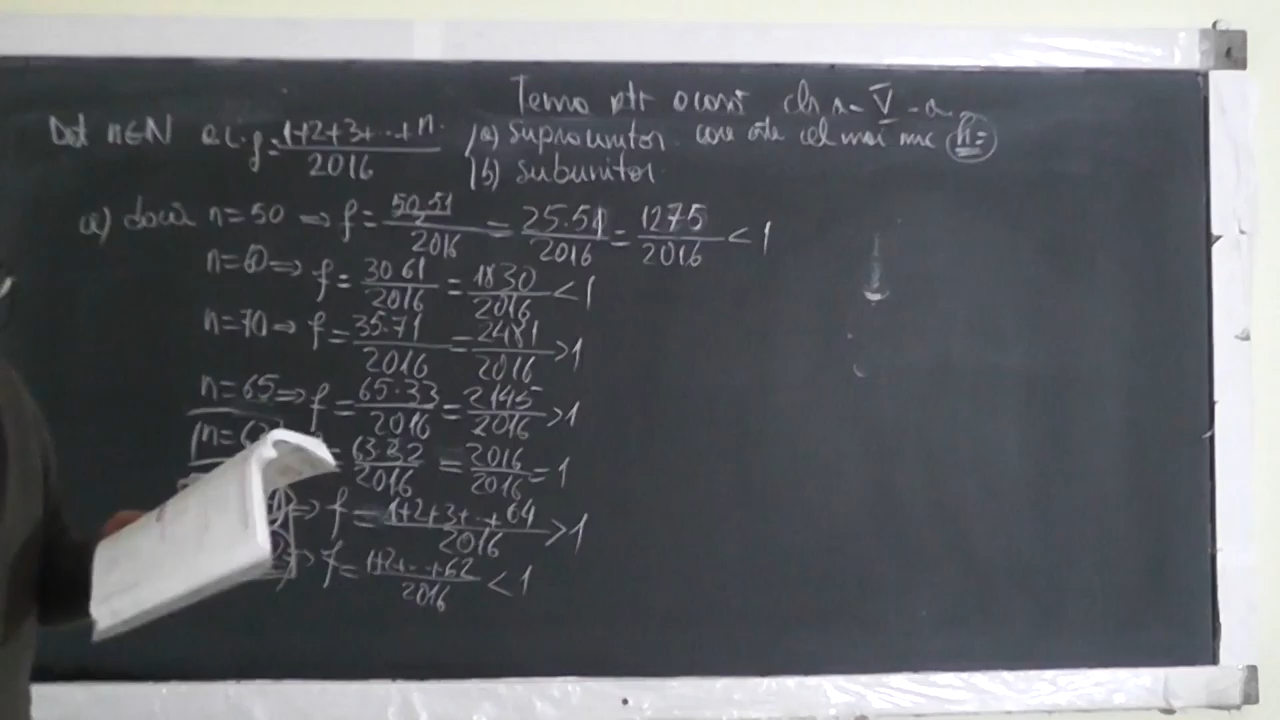 Tema ptr acasă cls a-V-a
Det n∈N a.î. f=(1+2+3+...+n)/2016 a) supraunitar care este cel mai mic n=
b) subunitar
a) dacă n=50 ⇒ f=(50·51/2)/2016 = 25·51/2016 = 1275/2016 < 1
n=60 ⇒ f=30·61/2016 = 1830/2016 < 1
n=70 ⇒ f=35·71/2016 = 2481/2016 > 1
n=65 ⇒ f=65·33/2016 = 2145/2016 > 1
n=6 = 63·32/2016 = 2016/2016 = 1
⇒ f=(1+2+3+...+64)/2016 > 1
⇒ f=(1+2+...+62)/2016 < 1